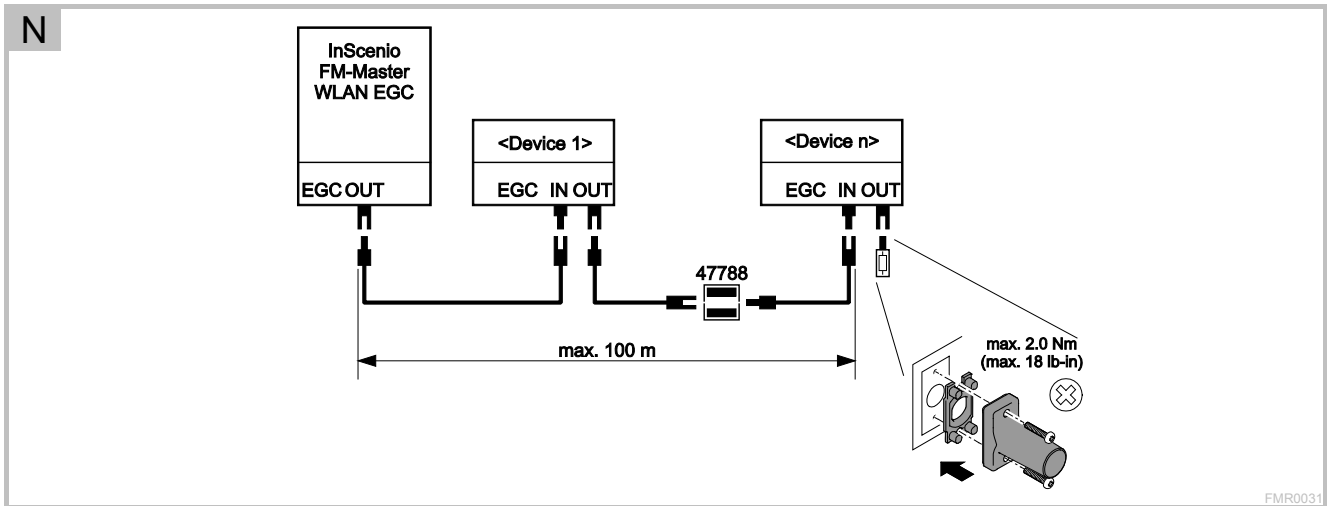 N
InScenio
FM-Master
WLAN EGC
EGC OUT
<Device 1>
EGC IN OUT
<Device n>
EGC IN OUT
47788
max. 100 m
max. 2.0 Nm
(max. 18 lb-in)
FMR0031